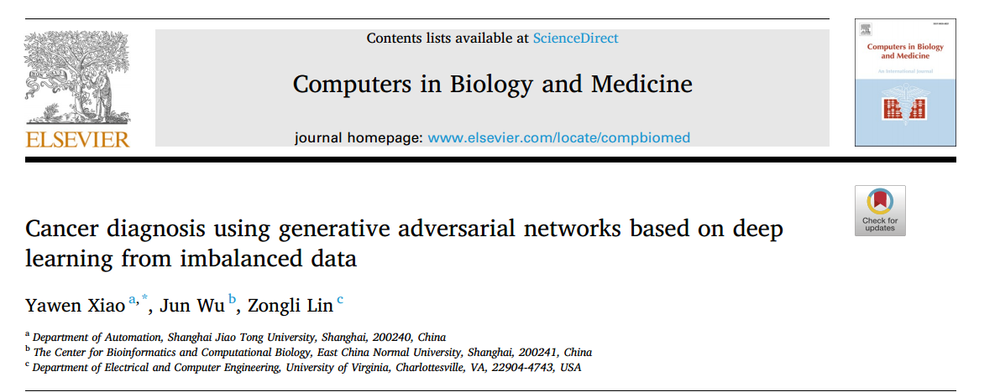 Contents lists available at ScienceDirect
Computers in Biology and Medicine
journal homepage: www.elsevier.com/locate/compbiomed
ELSEVIER
Computers in Biology
and Medicine
An International Journal
Check for
updates
Cancer diagnosis using generative adversarial networks based on deep
learning from imbalanced data
Yawen Xiao a,*, Jun Wu b, Zongli Lin c
a Department of Automation, Shanghai Jiao Tong University, Shanghai, 200240, China
b The Center for Bioinformatics and Computational Biology, East China Normal University, Shanghai, 200241, China
c Department of Electrical and Computer Engineering, University of Virginia, Charlottesville, VA, 22904-4743, USA